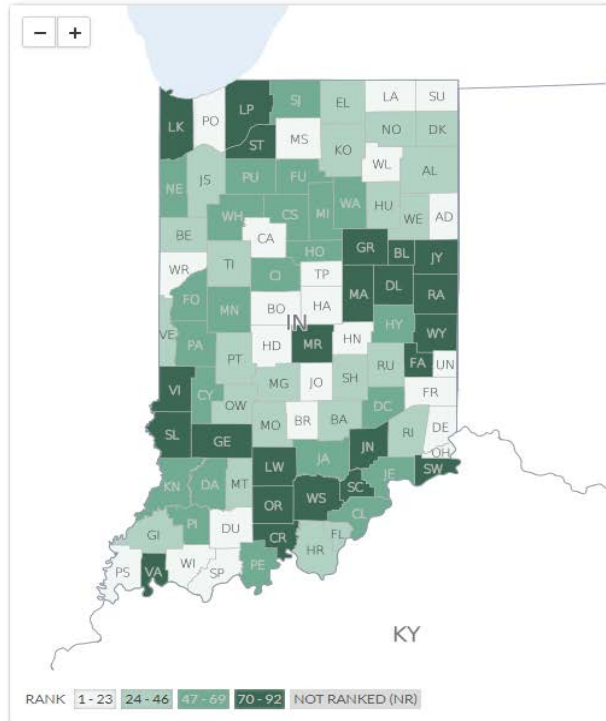 − +
LK PO LP SJ EL LA SU
ST MS KO NO DK
NE JS PU FU WL AL
WH CS MI WA HU WE AD
BE CA HO GR BL JY
WR TI CI TP MA DL RA
FO MN BO HA
IN
VE PA HD MR HN HY WY
PT RU FA UN
VI CY MG JO SH FR
OW MO BR BA DC
SL GE JN RI DE
OH
LW JA JE SW
KN DA MT OR WS SC
CL
GI PI DU CR HR FL
PS VA WI SP PE
KY
RANK 1 - 23 24 - 46 47 - 69 70 - 92 NOT RANKED (NR)